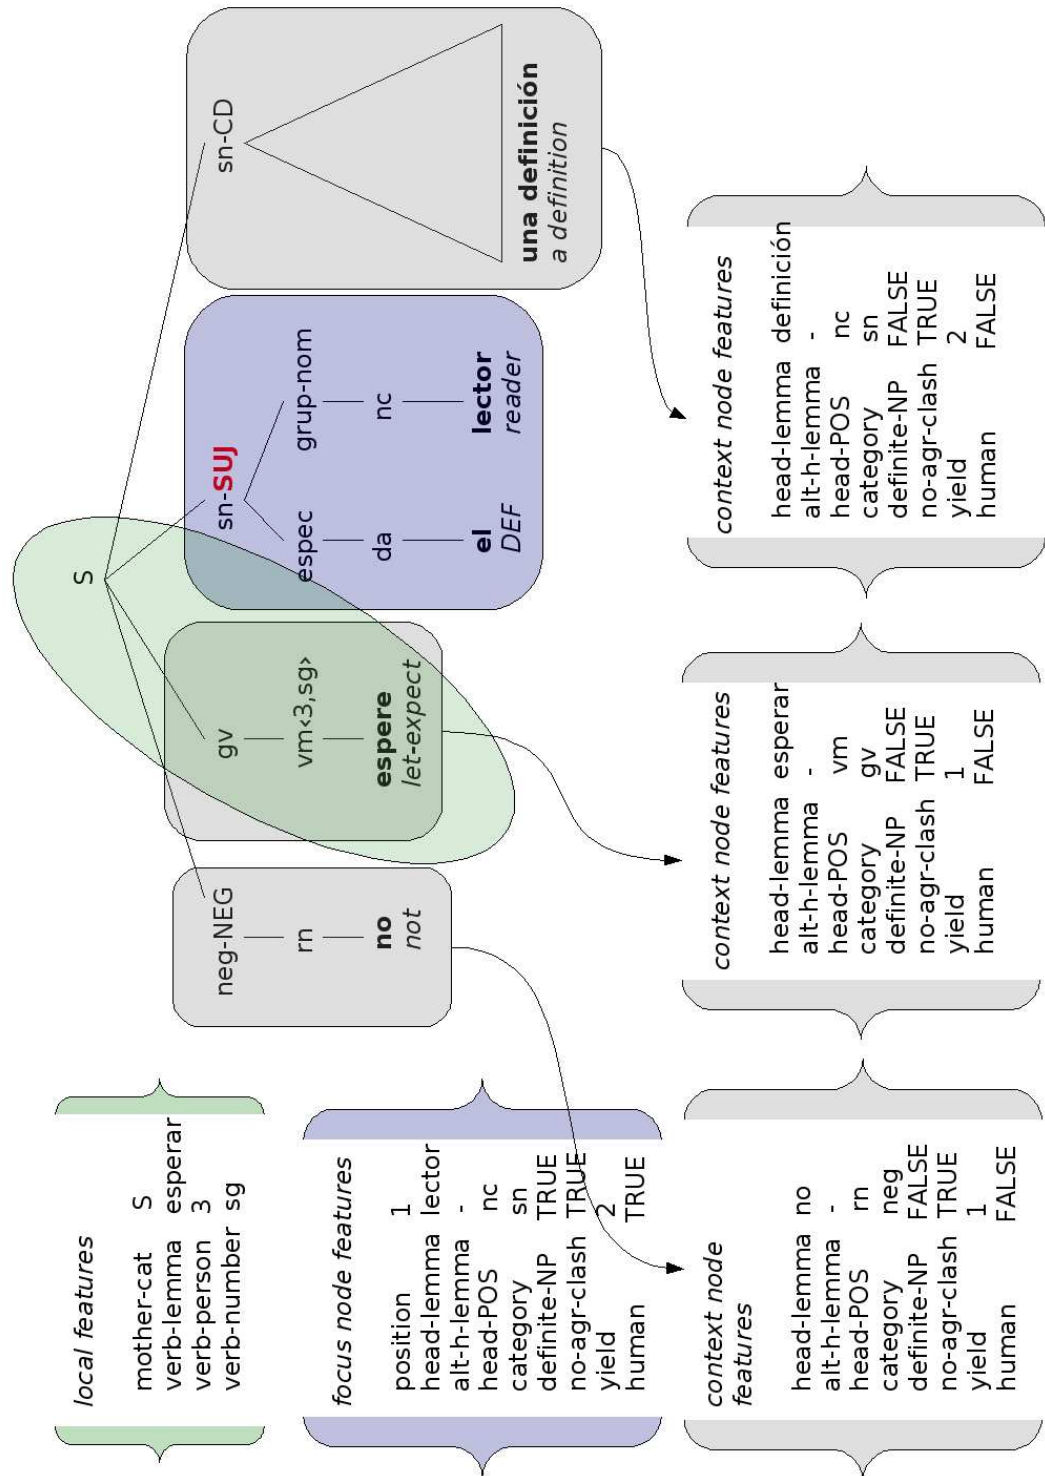 S
neg-NEG
gv
sn-SUJ
sn-CD
rn
vm<3,sg>
espec
grup-nom
da
nc
no
espere
el
lector
una definición
not
let-expect
DEF
reader
a definition
local features
mother-cat S
verb-lemma esperar
verb-person 3
verb-number sg
focus node features
position 1
head-lemma lector
alt-h-lemma -
head-POS nc
category sn
definite-NP TRUE
no-agr-clash TRUE
yield 2
human TRUE
context node
features
head-lemma no
alt-h-lemma -
head-POS rn
category neg
definite-NP FALSE
no-agr-clash TRUE
yield 1
human FALSE
context node features
head-lemma esperar
alt-h-lemma -
head-POS vm
category gv
definite-NP FALSE
no-agr-clash TRUE
yield 1
human FALSE
context node features
head-lemma definición
alt-h-lemma -
head-POS nc
category sn
definite-NP FALSE
no-agr-clash TRUE
yield 2
human FALSE